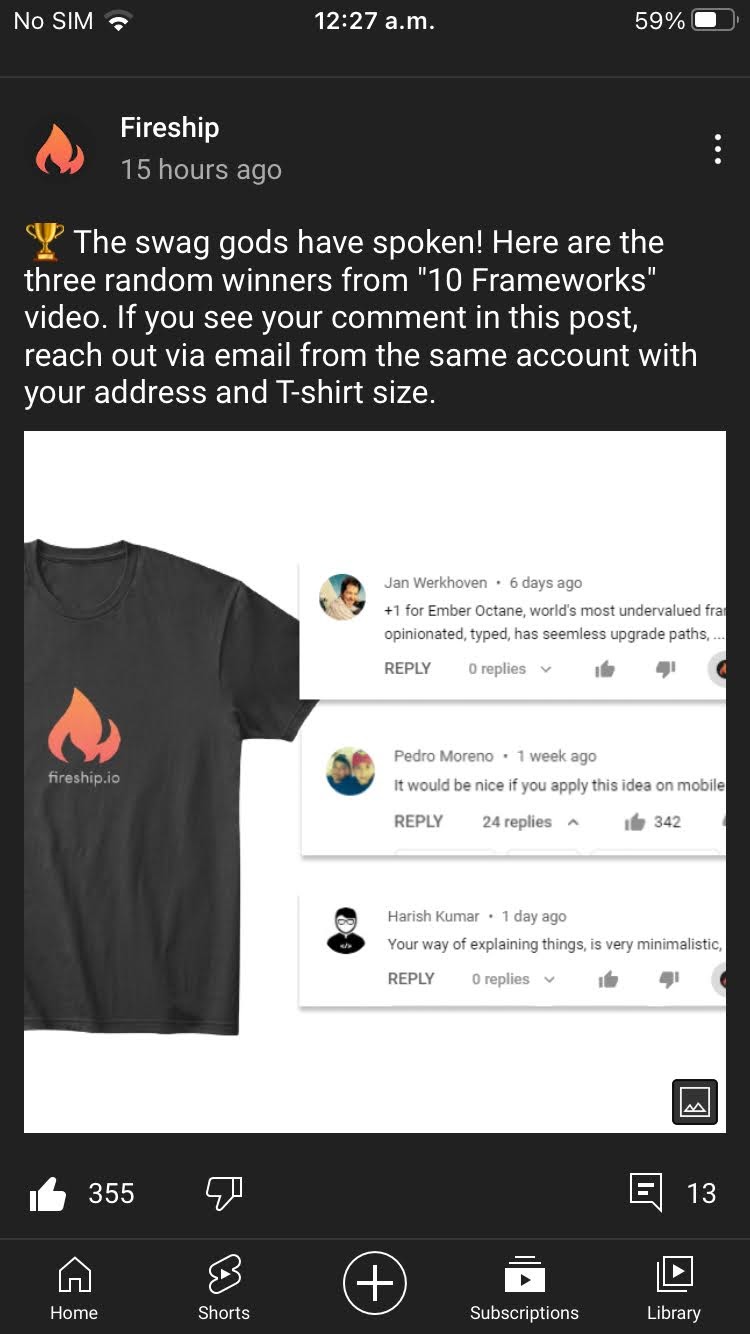 No SIM 12:27 a.m. 59%
Fireship
15 hours ago
🏆 The swag gods have spoken! Here are the
three random winners from "10 Frameworks"
video. If you see your comment in this post,
reach out via email from the same account with
your address and T-shirt size.
fireship.io
Jan Werkhoven • 6 days ago
+1 for Ember Octane, world's most undervalued
opinionated, typed, has seemless upgrade paths, ...
REPLY 0 replies
Pedro Moreno • 1 week ago
It would be nice if you apply this idea on mobile
REPLY 24 replies 342
Harish Kumar • 1 day ago
Your way of explaining things, is very minimalistic,
REPLY 0 replies
355 13
Home Shorts Subscriptions Library